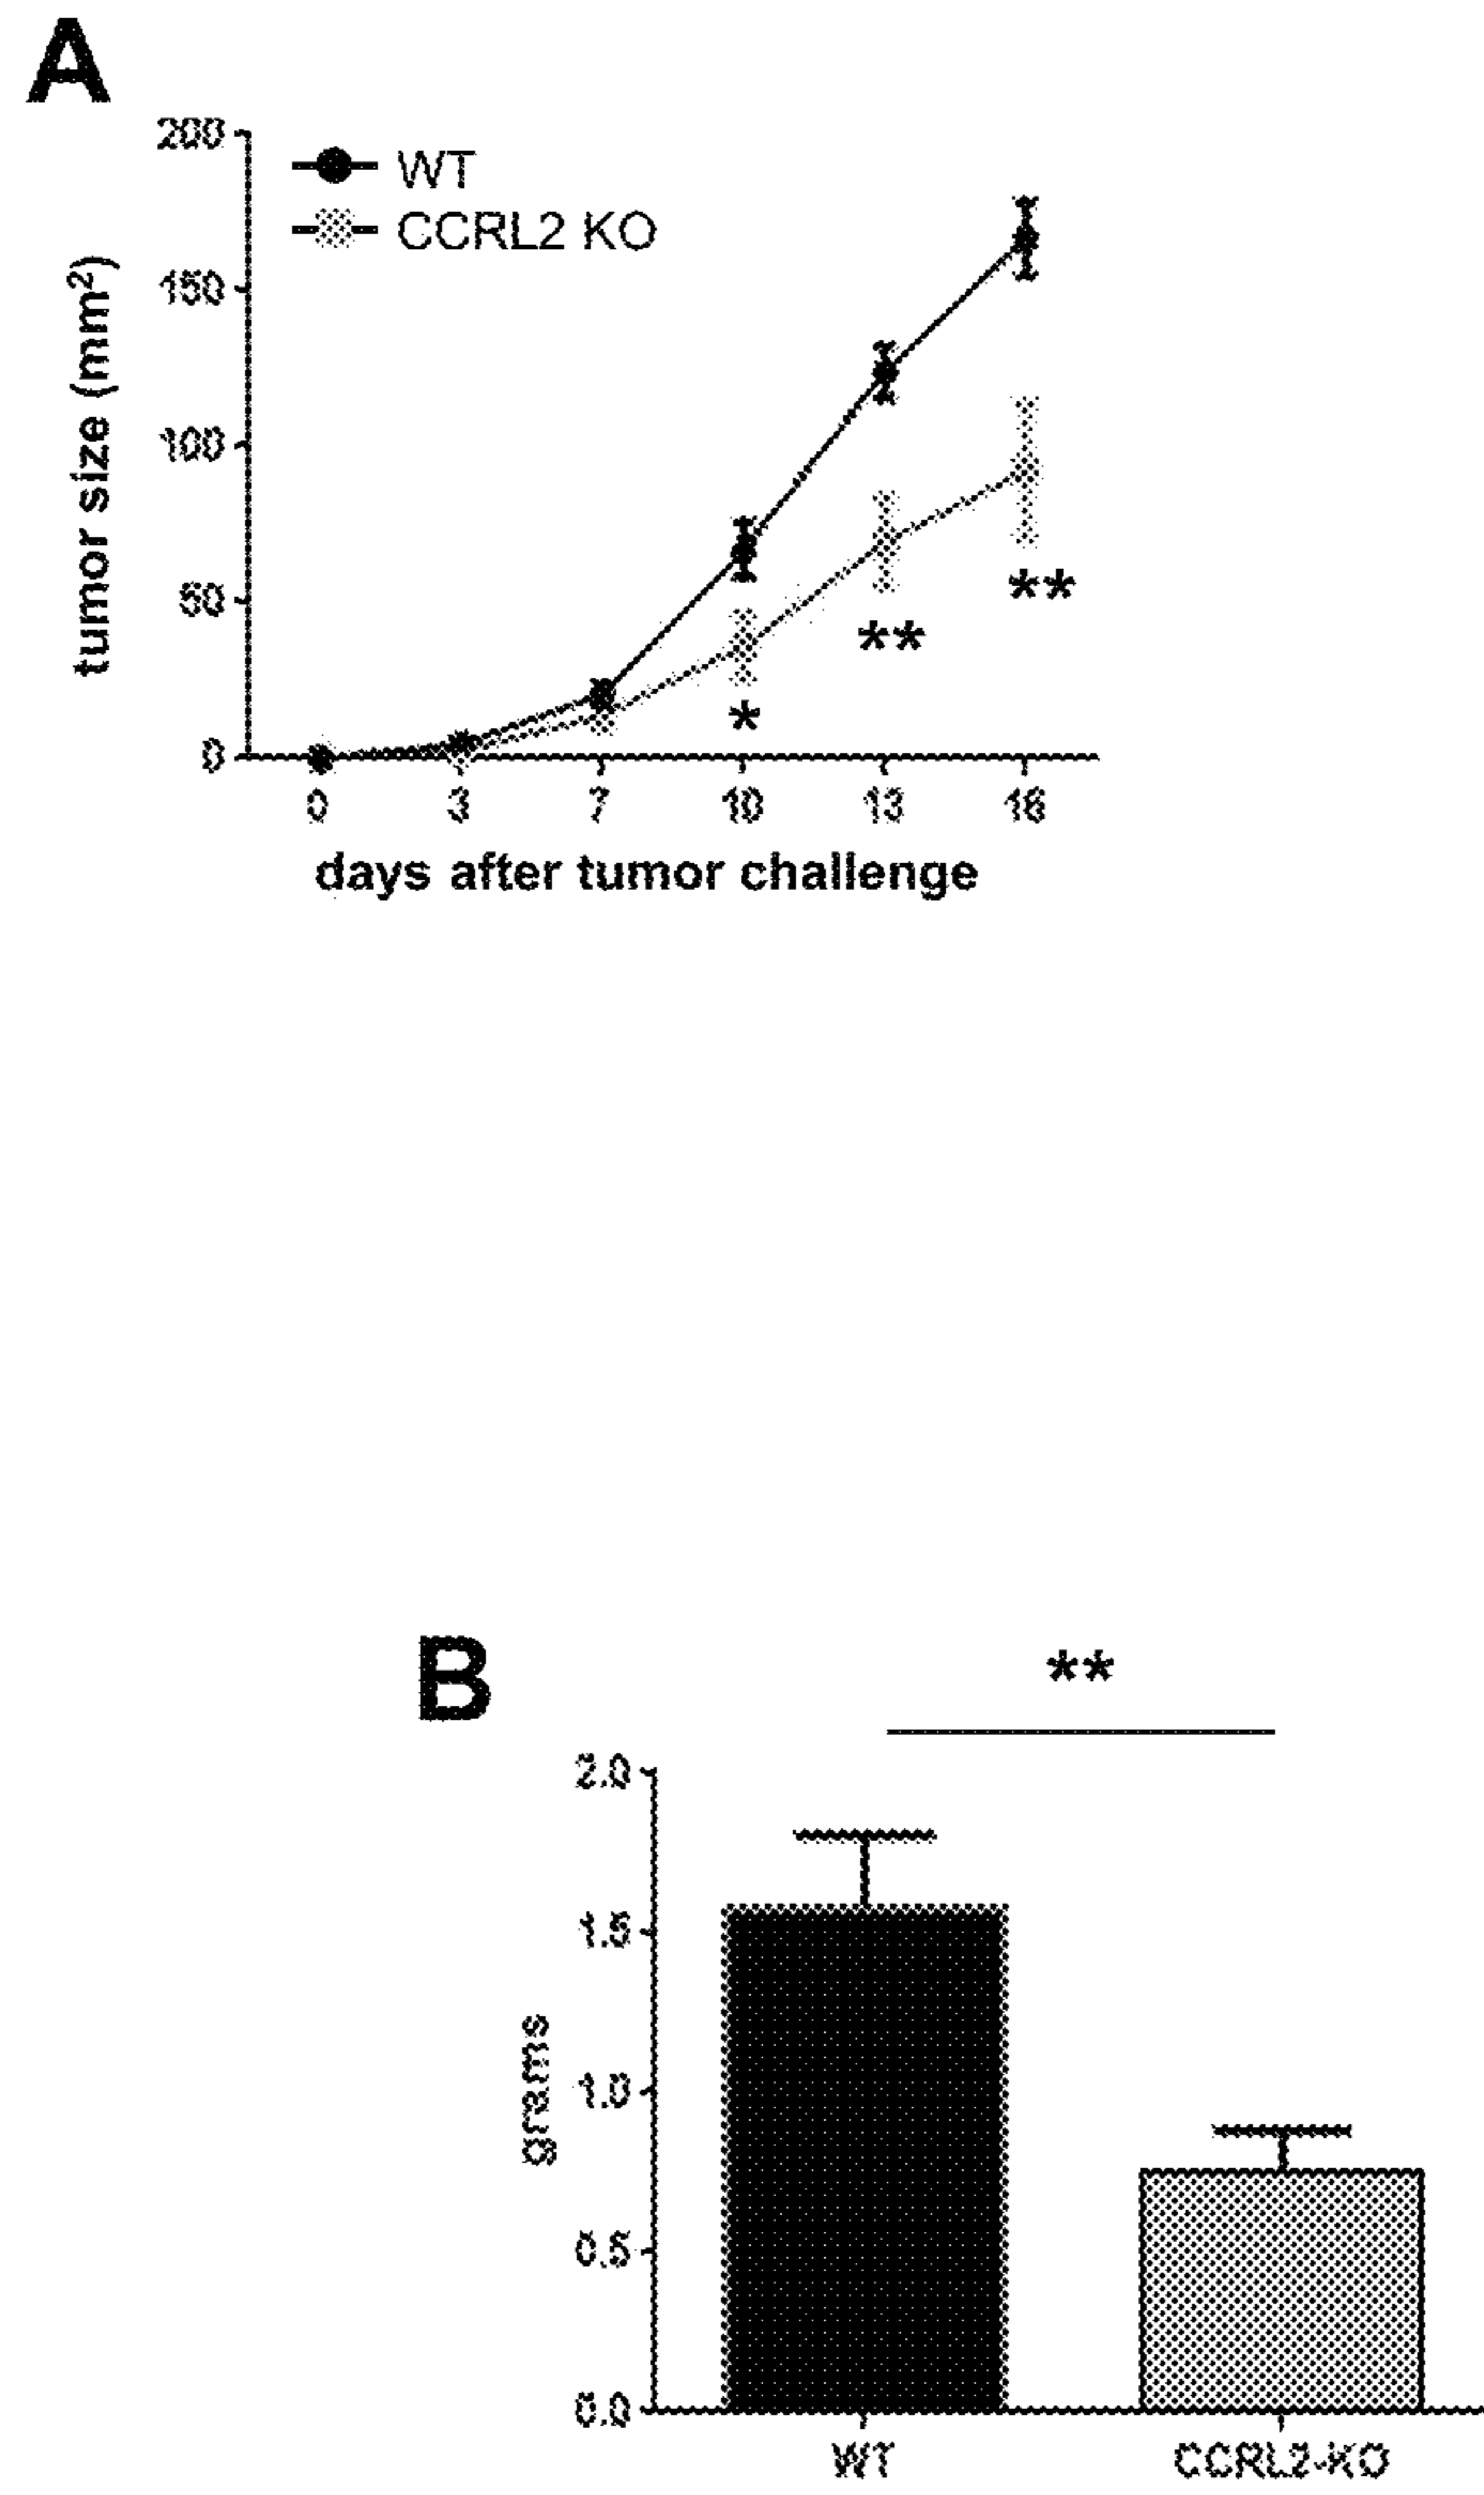 A
200
WT
CCRL2 KO
150
100
50
0
tumor size (mm²)
*
**
**
0 3 7 10 13 16
days after tumor challenge
B
**
2.0
1.5
1.0
0.5
0.0
grams
WT CCRL2-KO